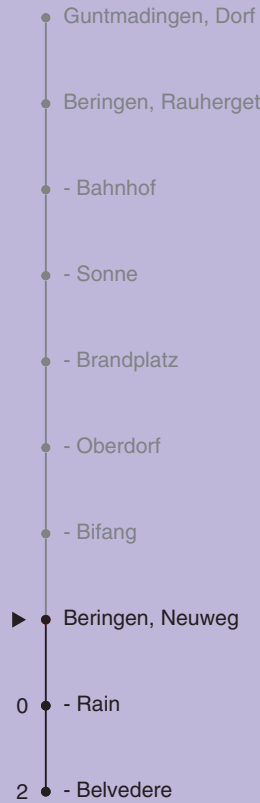 Guntmadingen, Dorf
Beringen, Rauherget
- Bahnhof
- Sonne
- Brandplatz
- Oberdorf
- Bifang
Beringen, Neuweg
0 - Rain
2 - Belvedere